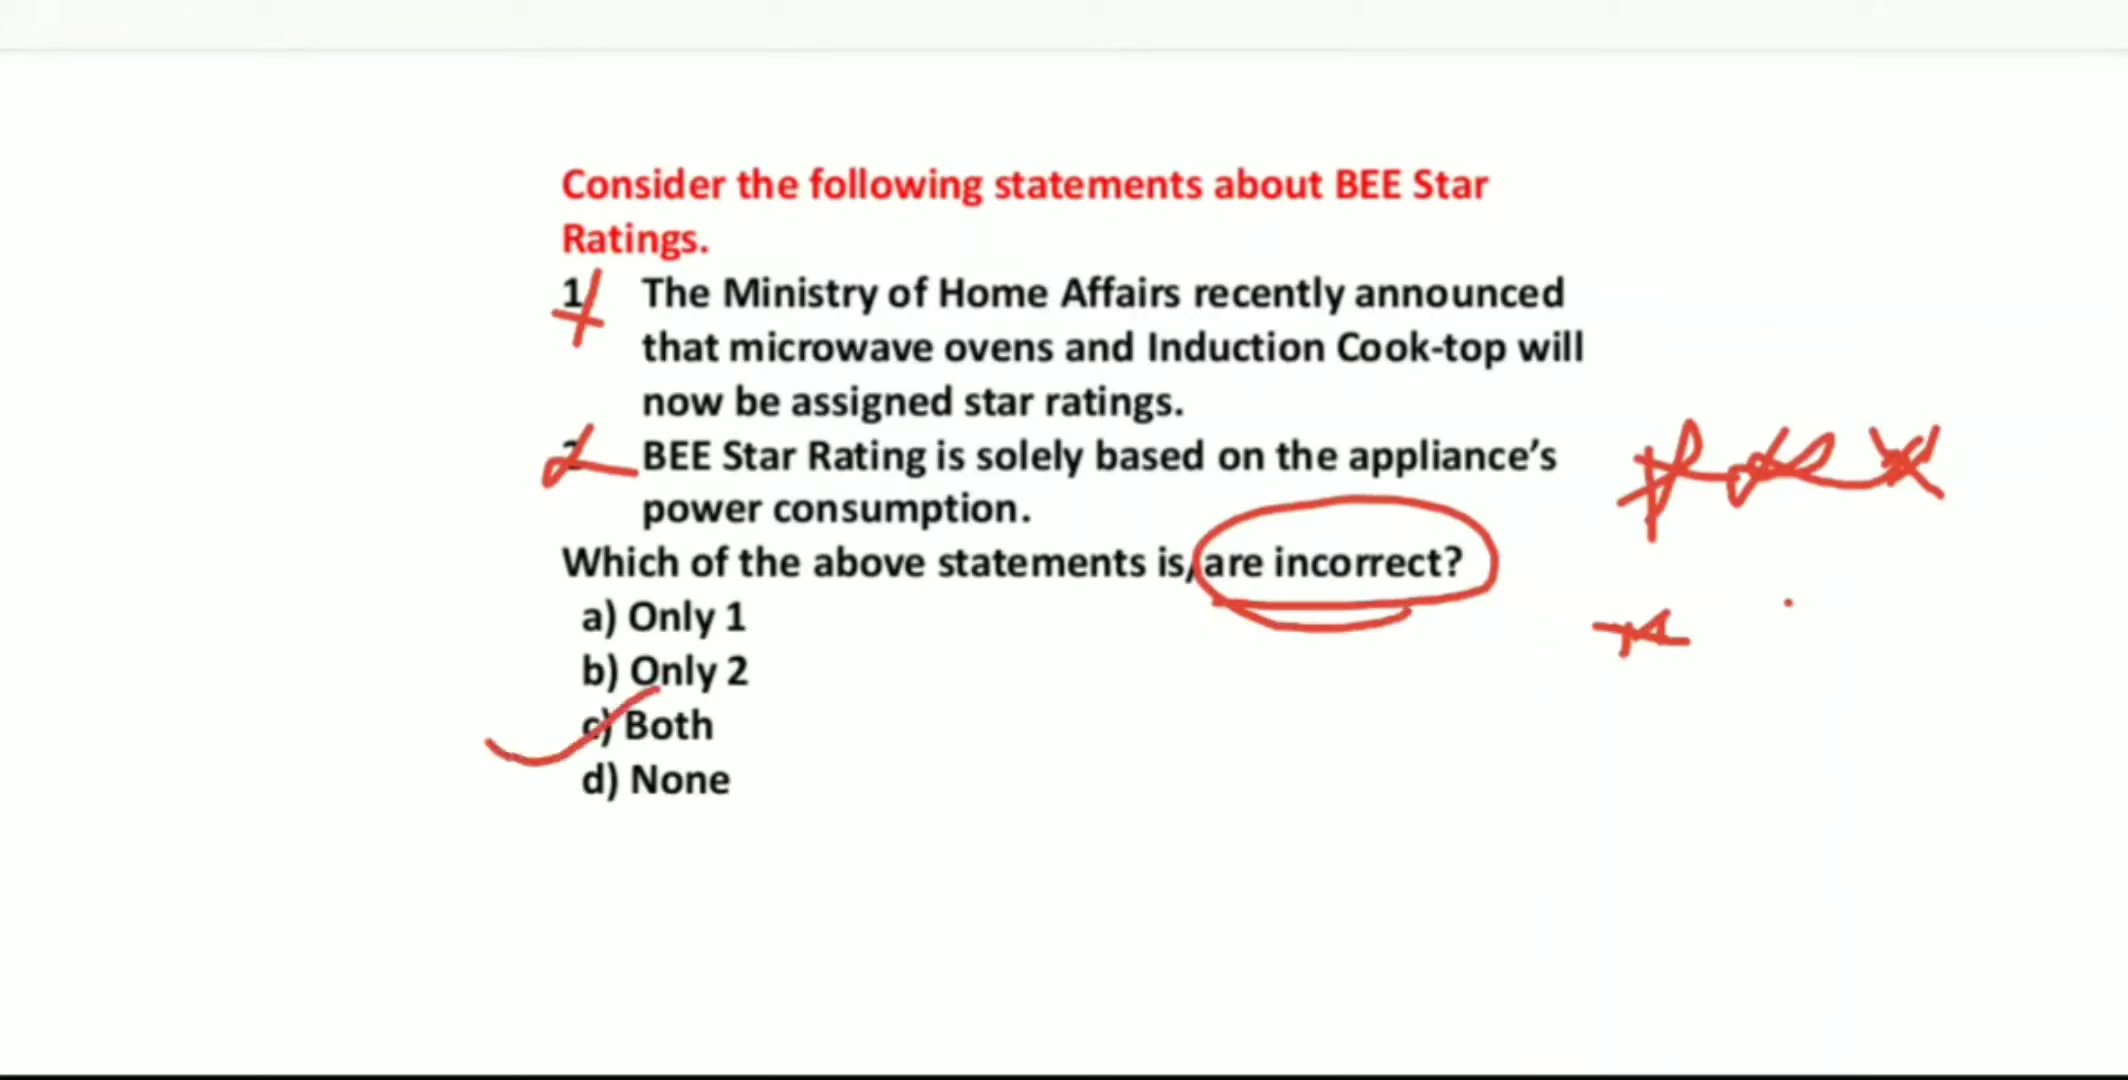 Consider the following statements about BEE Star
Ratings.
1 The Ministry of Home Affairs recently announced
that microwave ovens and Induction Cook-top will
now be assigned star ratings.
2 BEE Star Rating is solely based on the appliance's
power consumption.
Which of the above statements is/are incorrect?
a) Only 1
b) Only 2
c) Both
d) None